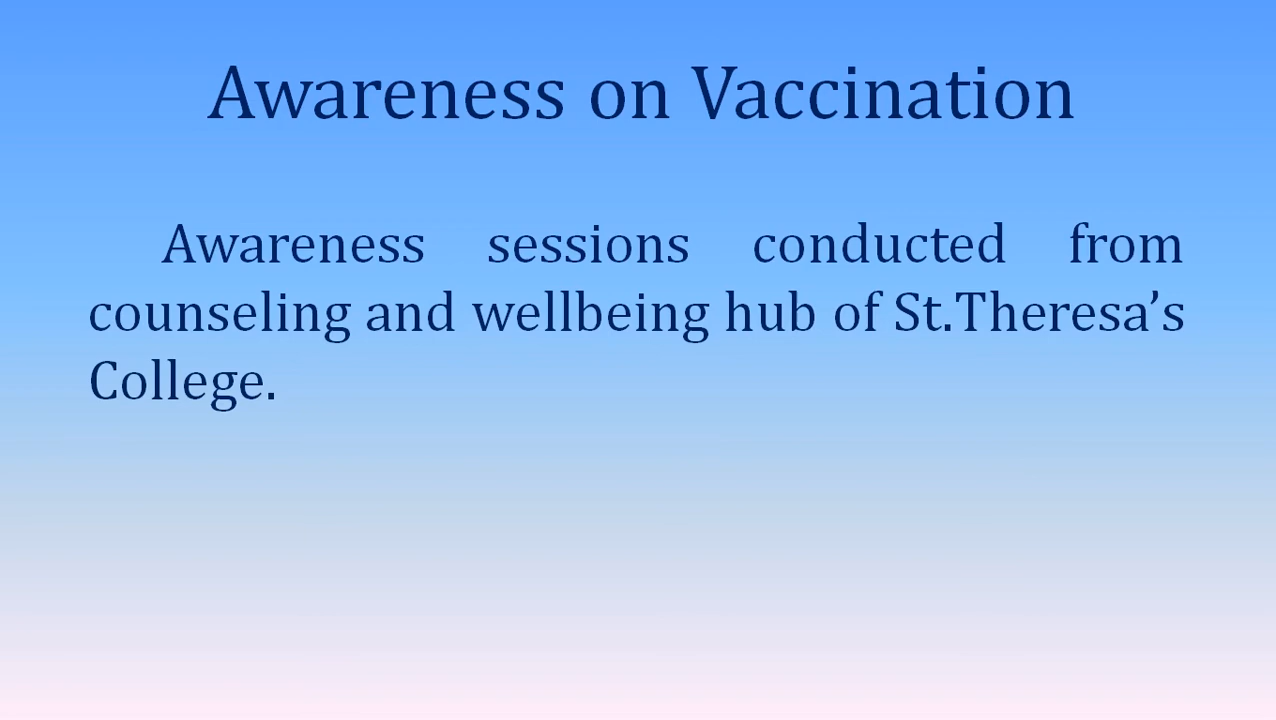 Awareness on Vaccination
Awareness sessions conducted from
counseling and wellbeing hub of St.Theresa’s
College.